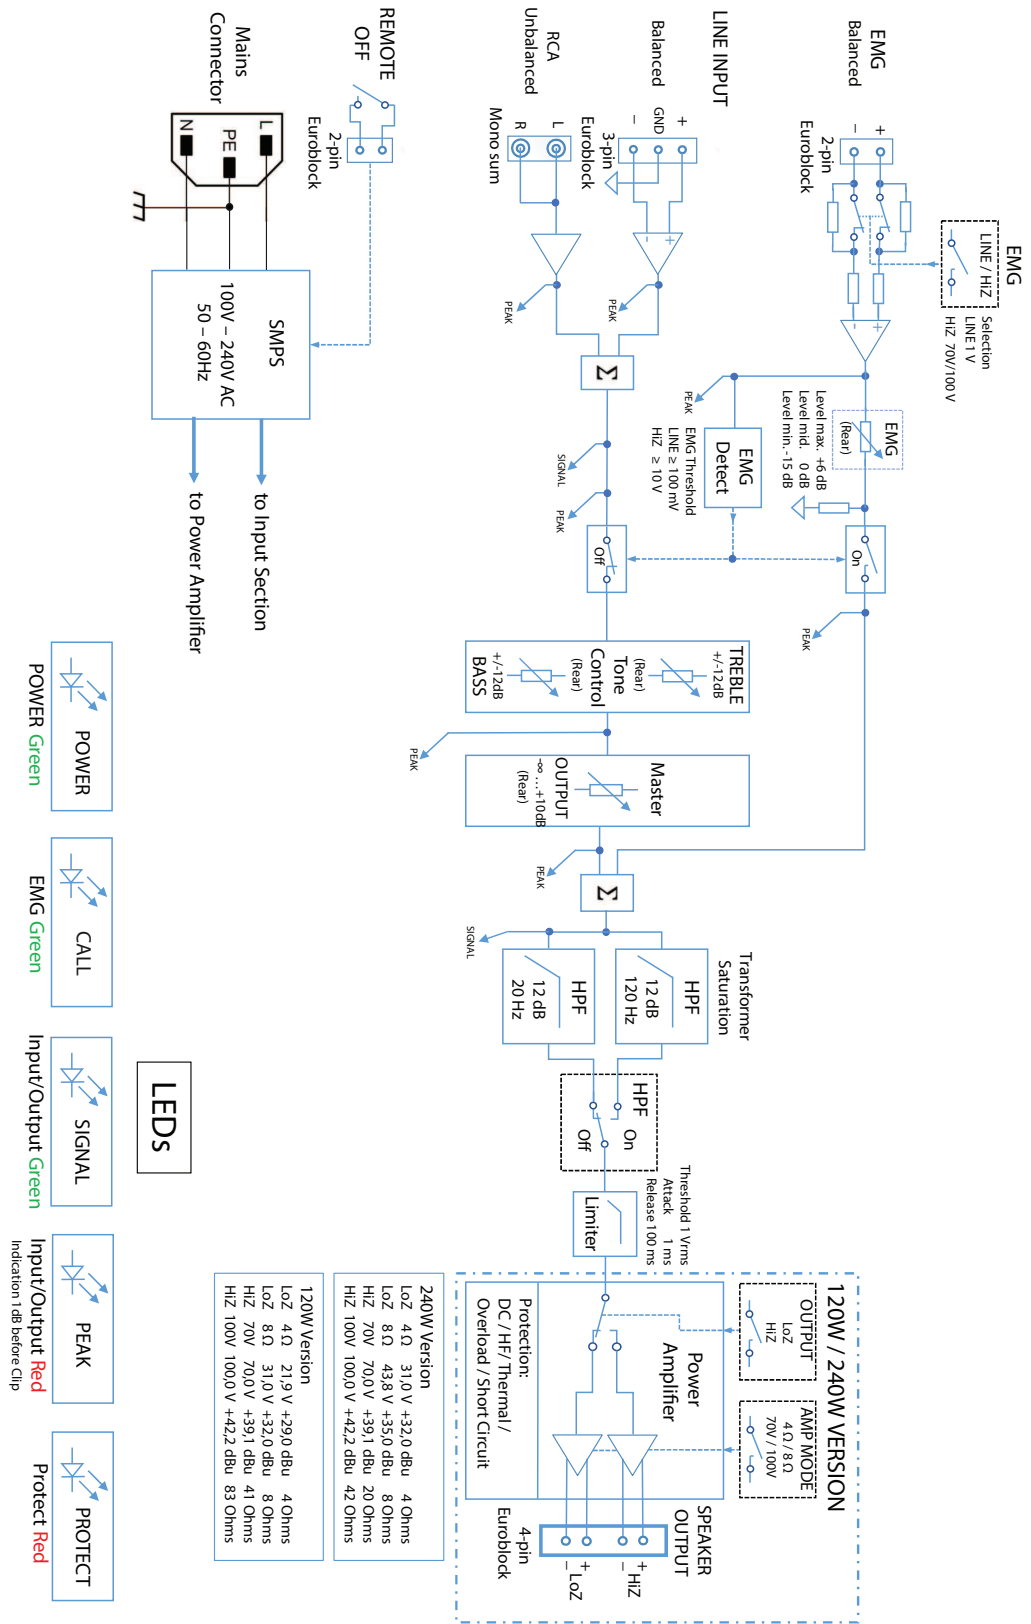 EMG
Balanced
+
–
2-pin
Euroblock
EMG
LINE / HiZ
Selection
LINE 1 V
HiZ 70V/100 V
+
–
EMG
(Rear)
Level max. +6 dB
Level mid. 0 dB
Level min. -15 dB
PEAK
EMG
Detect
EMG Threshold
LINE ≥ 100 mV
HiZ ≥ 10 V
On
PEAK
LINE INPUT
Balanced
+
GND
–
3-pin
Euroblock
+
–
PEAK
RCA
Unbalanced
L
R
Mono sum
PEAK
Σ
SIGNAL
PEAK
Off
TREBLE
+/-12dB
(Rear)
Tone
Control
(Rear)
+/-12dB
BASS
PEAK
Master
OUTPUT
-∞ …+10dB
(Rear)
PEAK
Σ
SIGNAL
Transformer
Saturation
HPF
12 dB
120 Hz
HPF
12 dB
20 Hz
HPF
On
Off
Threshold 1 Vrms
Attack 1 ms
Release 100 ms
Limiter
120W / 240W VERSION
OUTPUT
LoZ
HiZ
AMP MODE
4 Ω / 8 Ω
70V / 100V
Power
Amplifier
Protection:
DC / HF/ Thermal /
Overload / Short Circuit
SPEAKER
OUTPUT
+
–
HiZ
+
–
LoZ
4-pin
Euroblock
240W Version
LoZ 4 Ω 31,0 V +32,0 dBu 4 Ohms
LoZ 8 Ω 43,8 V +35,0 dBu 8 Ohms
HiZ 70V 70,0 V +39,1 dBu 20 Ohms
HiZ 100V 100,0 V +42,2 dBu 42 Ohms
120W Version
LoZ 4 Ω 21,9 V +29,0 dBu 4 Ohms
LoZ 8 Ω 31,0 V +32,0 dBu 8 Ohms
HiZ 70V 70,0 V +39,1 dBu 41 Ohms
HiZ 100V 100,0 V +42,2 dBu 83 Ohms
REMOTE
OFF
2-pin
Euroblock
Mains
Connector
L
PE
N
SMPS
100V – 240V AC
50 – 60Hz
to Input Section
to Power Amplifier
LEDs
POWER
POWER Green
CALL
EMG Green
SIGNAL
Input/Output Green
PEAK
Input/Output Red
Indication 1dB before Clip
PROTECT
Protect Red